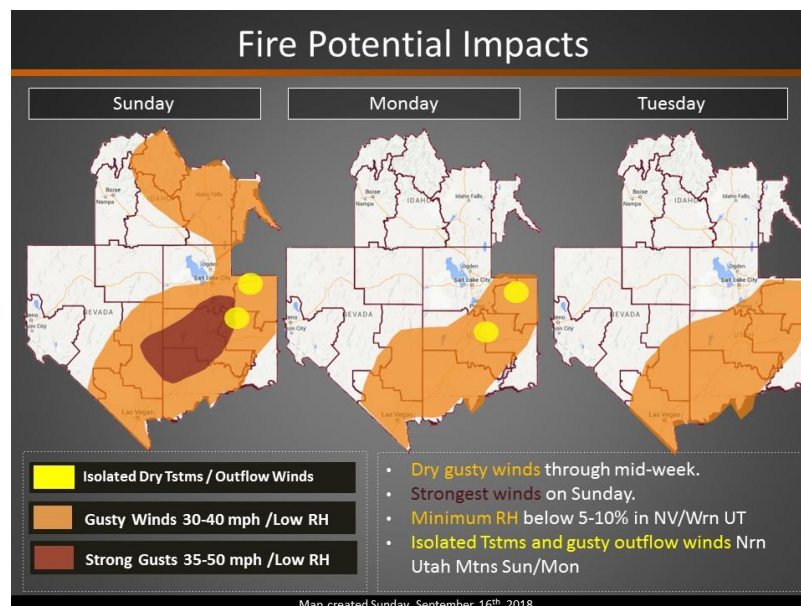 Fire Potential Impacts
Sunday
Monday
Tuesday
Boise
Nampa
IDAHO
Idaho Falls
Ogden
Salt Lake City
NEVADA
Las Vegas
Boise
Nampa
IDAHO
Idaho Falls
Ogden
Salt Lake City
NEVADA
Las Vegas
Boise
Nampa
IDAHO
Idaho Falls
Ogden
Salt Lake City
NEVADA
Las Vegas
Isolated Dry Tstms / Outflow Winds
Gusty Winds 30-40 mph /Low RH
Strong Gusts 35-50 mph /Low RH
• Dry gusty winds through mid-week.
• Strongest winds on Sunday.
• Minimum RH below 5-10% in NV/Wrn UT
• Isolated Tstms and gusty outflow winds Nrn
Utah Mtns Sun/Mon
Map created Sunday, September 16th, 2018